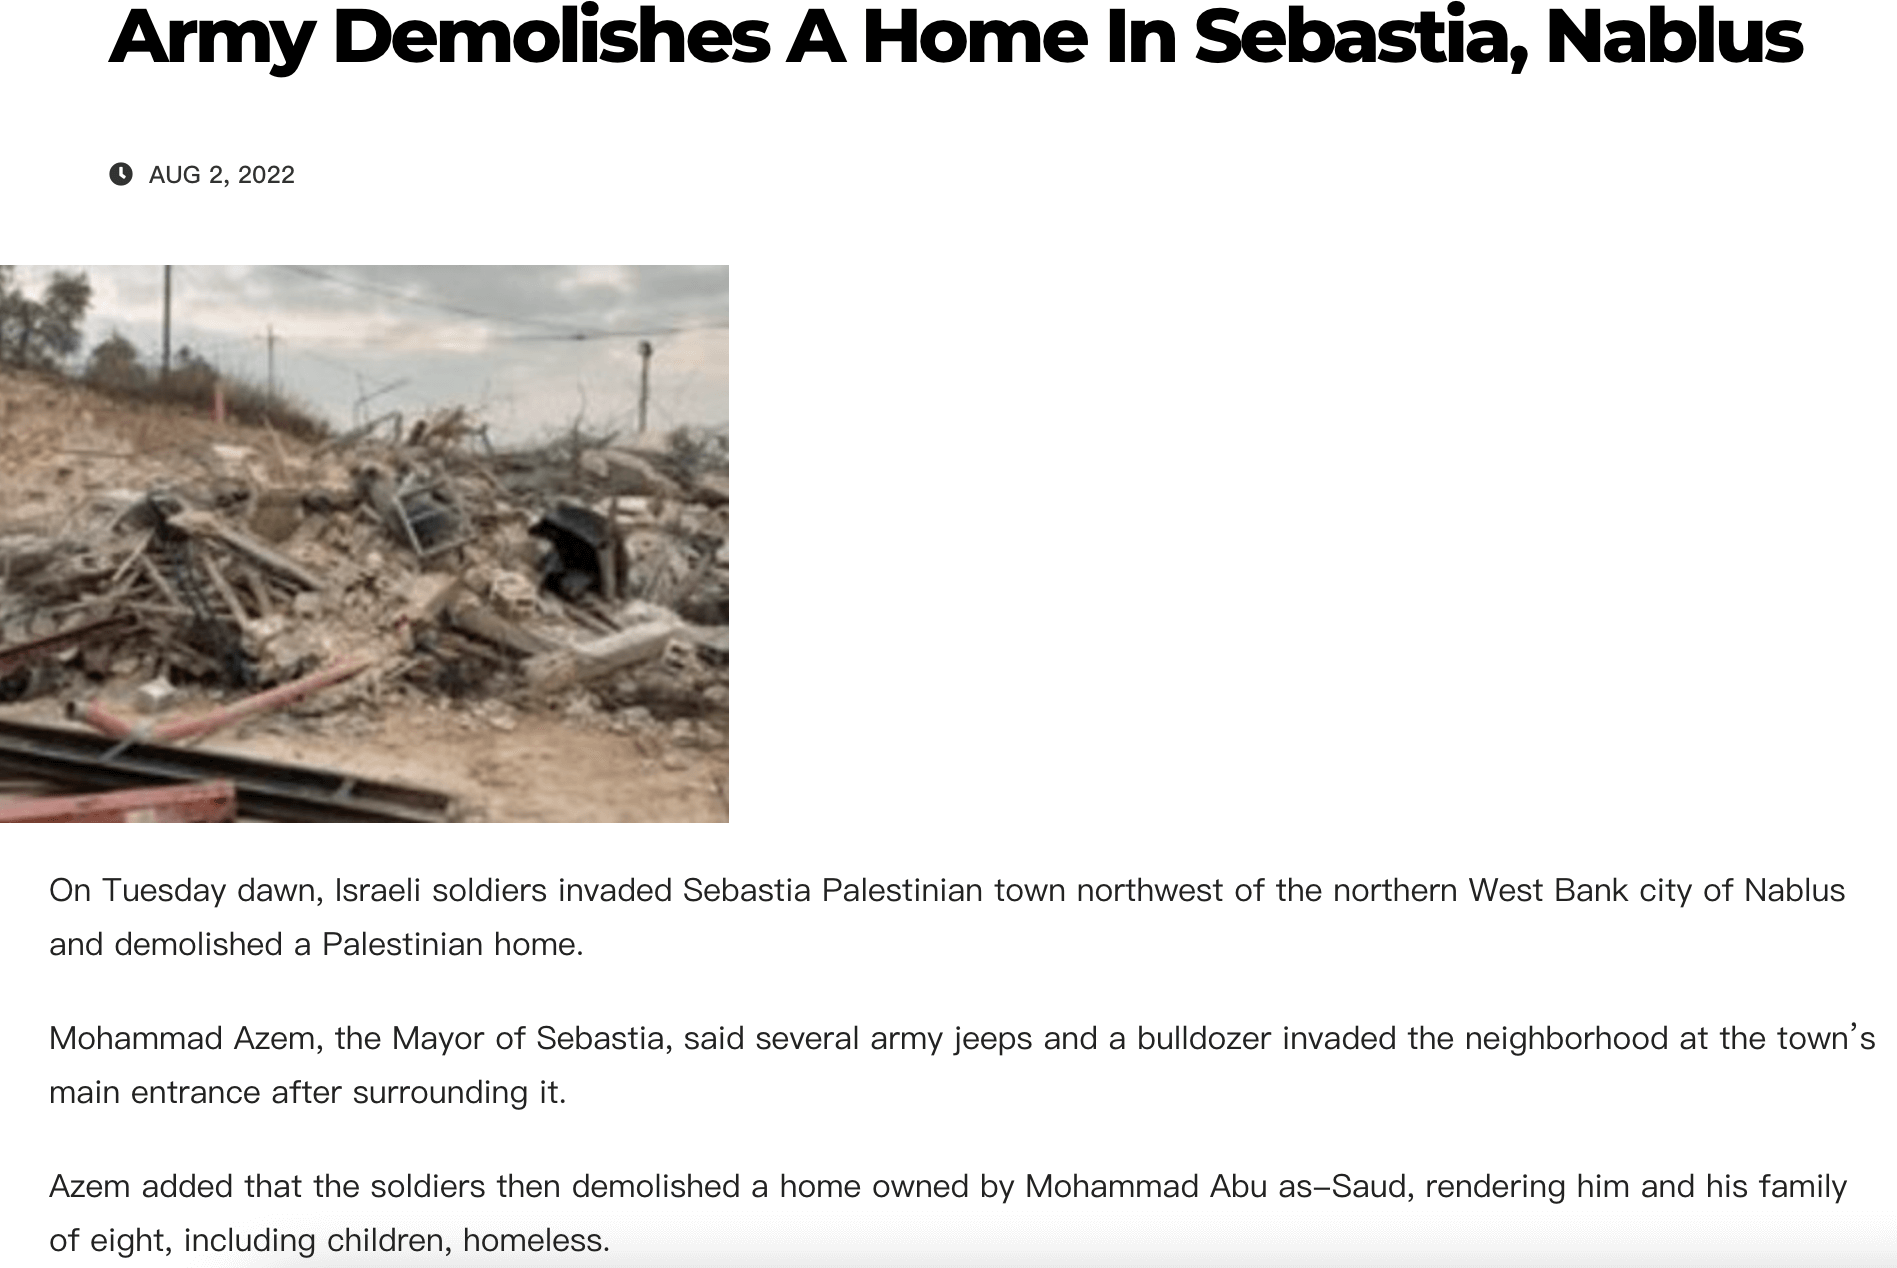 Army Demolishes A Home In Sebastia, Nablus
AUG 2, 2022
On Tuesday dawn, Israeli soldiers invaded Sebastia Palestinian town northwest of the northern West Bank city of Nablus
and demolished a Palestinian home.
Mohammad Azem, the Mayor of Sebastia, said several army jeeps and a bulldozer invaded the neighborhood at the town’s
main entrance after surrounding it.
Azem added that the soldiers then demolished a home owned by Mohammad Abu as–Saud, rendering him and his family
of eight, including children, homeless.